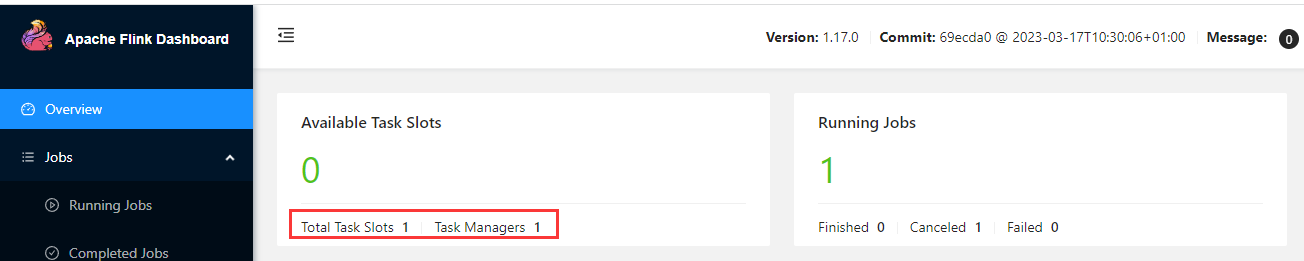 Apache Flink Dashboard
Version: 1.17.0 Commit: 69ecda0 @ 2023-03-17T10:30:06+01:00 Message: 0
Overview
Jobs
Running Jobs
Completed Jobs
Available Task Slots
0
Total Task Slots 1 Task Managers 1
Running Jobs
1
Finished 0 Canceled 1 Failed 0